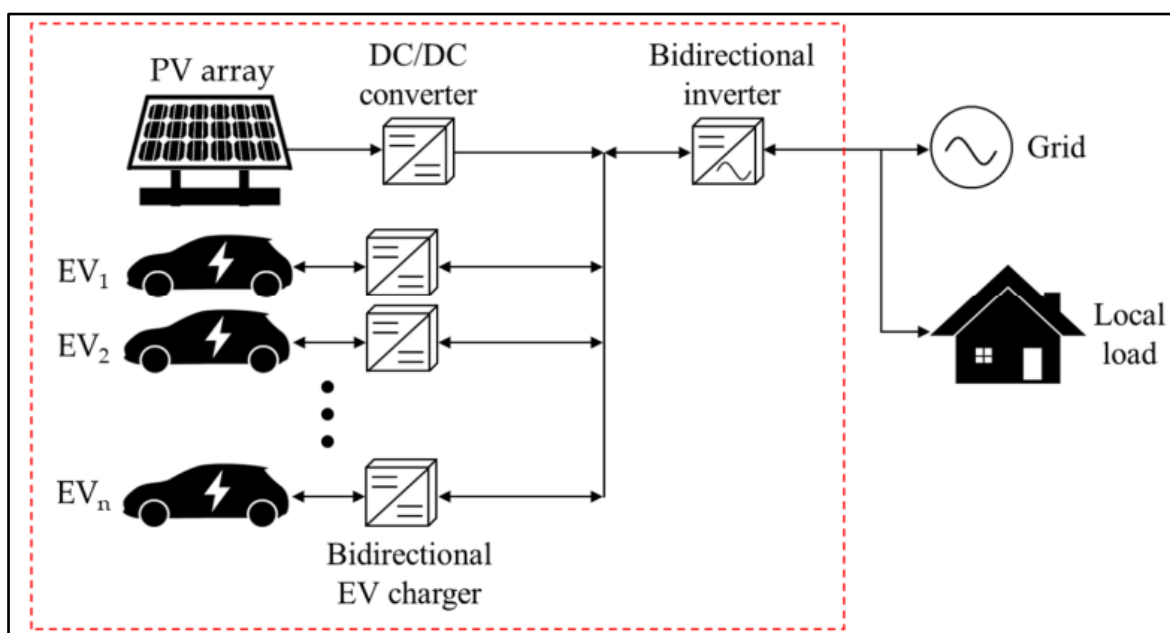 PV array
DC/DC
converter
Bidirectional
inverter
Grid
EV1
EV2
Local
load
EVn
Bidirectional
EV charger